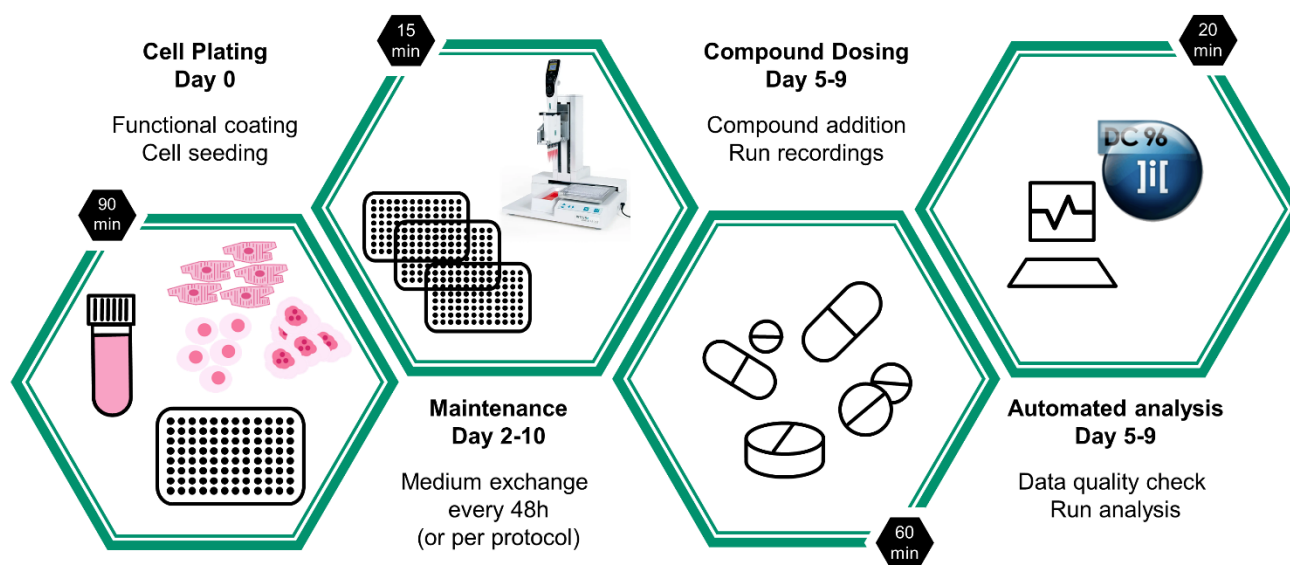 90
min
Cell Plating
Day 0
Functional coating
Cell seeding
15
min
Maintenance
Day 2-10
Medium exchange
every 48h
(or per protocol)
Compound Dosing
Day 5-9
Compound addition
Run recordings
60
min
20
min
DC 96
]i[
Automated analysis
Day 5-9
Data quality check
Run analysis